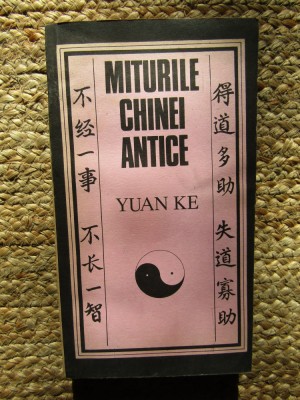 MITURILE
CHINEI
ANTICE
YUAN KE
得道多助 失道寡助
不经一事 不长一智